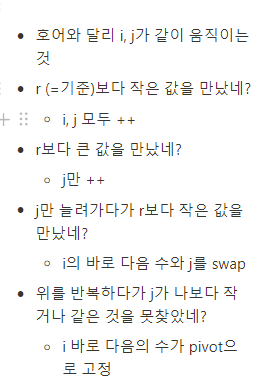 호어와 달리 i, j가 같이 움직이는
것
r (=기준)보다 작은 값을 만났네?
i, j 모두 ++
r보다 큰 값을 만났네?
j만 ++
j만 늘려가다가 r보다 작은 값을
만났네?
i의 바로 다음 수와 j를 swap
위를 반복하다가 j가 나보다 작
거나 같은 것을 못찾았네?
i 바로 다음의 수가 pivot으
로 고정